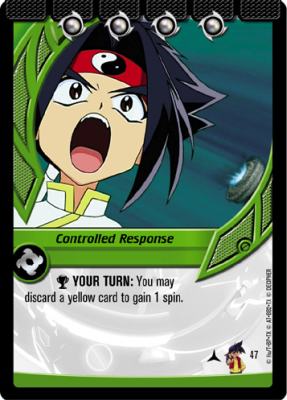 Controlled Response
YOUR TURN: You may
discard a yellow card to gain 1 spin.
47